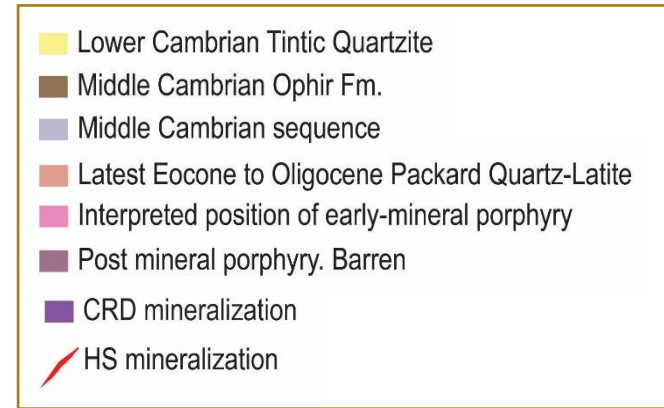 Lower Cambrian Tintic Quartzite
Middle Cambrian Ophir Fm.
Middle Cambrian sequence
Latest Eocone to Oligocene Packard Quartz-Latite
Interpreted position of early-mineral porphyry
Post mineral porphyry. Barren
CRD mineralization
HS mineralization